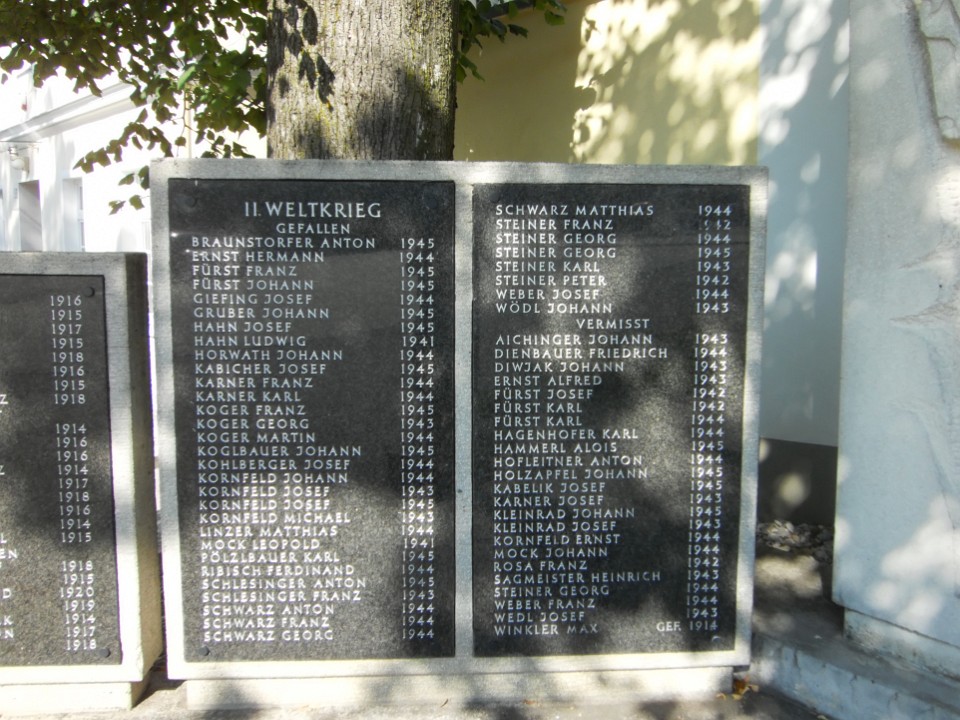 1916
1915
1917
1915
1918
1916
1915
1918
1914
1916
1916
1914
1917
1918
1916
1914
1915
1918
1915
1920
1919
1914
1917
1918
II. WELTKRIEG
GEFALLEN
BRAUNSTORFER ANTON 1945
ERNST HERMANN 1944
FÜRST FRANZ 1945
FÜRST JOHANN 1945
GIEFING JOSEF 1944
GRUBER JOHANN 1945
HAHN JOSEF 1945
HAHN LUDWIG 1941
HORWATH JOHANN 1944
KABICHER JOSEF 1945
KARNER FRANZ 1944
KARNER KARL 1944
KOGER FRANZ 1945
KOGER GEORG 1943
KOGER MARTIN 1944
KOGLBAUER JOHANN 1945
KOHLBERGER JOSEF 1944
KORNFELD JOHANN 1944
KORNFELD JOSEF 1943
KORNFELD JOSEF 1945
KORNFELD MICHAEL 1943
LINZER MATTHIAS 1944
MOCK LEOPOLD 1941
PÖLZLBAUER KARL 1945
RIBISCH FERDINAND 1944
SCHLESINGER ANTON 1945
SCHLESINGER FRANZ 1943
SCHWARZ ANTON 1944
SCHWARZ FRANZ 1944
SCHWARZ GEORG 1944
SCHWARZ MATTHIAS 1944
STEINER FRANZ 1942
STEINER GEORG 1944
STEINER GEORG 1945
STEINER KARL 1943
STEINER PETER 1942
WEBER JOSEF 1944
WÖDL JOHANN 1943
VERMISST
AICHINGER JOHANN 1943
DIENBAUER FRIEDRICH 1944
DIWJAK JOHANN 1943
ERNST ALFRED 1943
FÜRST JOSEF 1942
FÜRST KARL 1942
FÜRST KARL 1944
HAGENHOFER KARL 1944
HAMMERL ALOIS 1945
HOFLEITNER ANTON 1944
HOLZAPFEL JOHANN 1945
KABELIK JOSEF 1945
KARNER JOSEF 1943
KLEINRAD JOHANN 1945
KLEINRAD JOSEF 1943
KORNFELD ERNST 1944
MOCK JOHANN 1944
ROSA FRANZ 1942
SAGMEISTER HEINRICH 1943
STEINER GEORG 1944
WEBER FRANZ 1944
WEDL JOSEF 1943
WINKLER MAX GEF. 1914